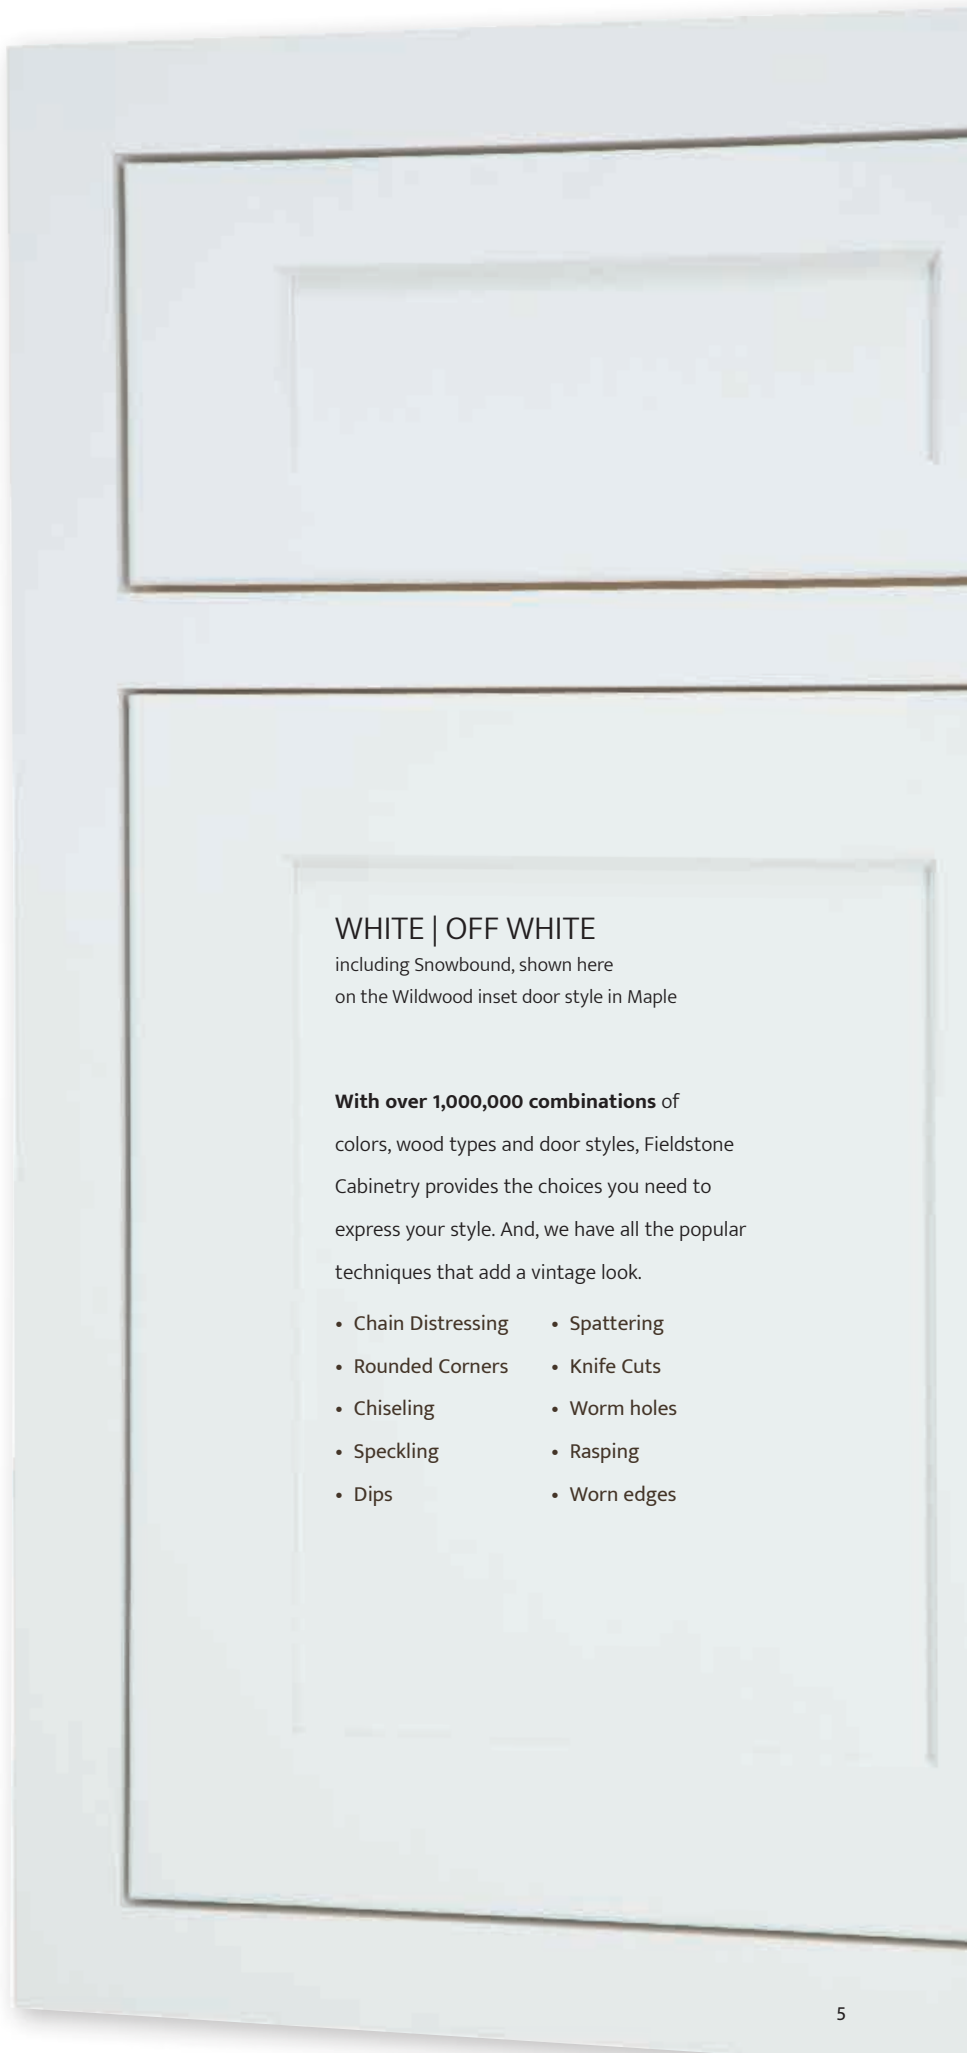 WHITE | OFF WHITE
including Snowbound, shown here
on the Wildwood inset door style in Maple
With over 1,000,000 combinations of
colors, wood types and door styles, Fieldstone
Cabinetry provides the choices you need to
express your style. And, we have all the popular
techniques that add a vintage look.
• Chain Distressing
• Rounded Corners
• Chiseling
• Speckling
• Dips
• Spattering
• Knife Cuts
• Worm holes
• Rasping
• Worn edges
5